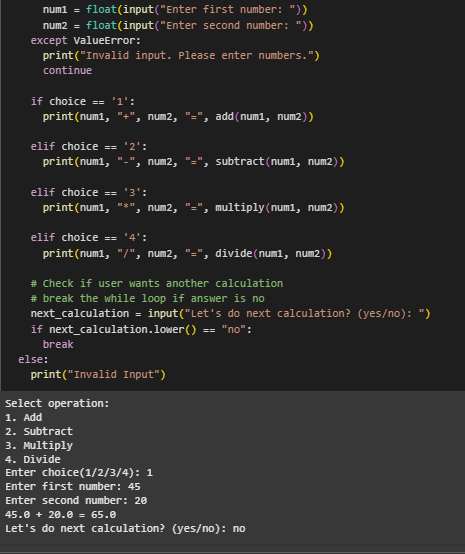 num1 = float(input("Enter first number: "))
num2 = float(input("Enter second number: "))
except ValueError:
print("Invalid input. Please enter numbers.")
continue
if choice == '1':
print(num1, "+", num2, "=", add(num1, num2))
elif choice == '2':
print(num1, "-", num2, "=", subtract(num1, num2))
elif choice == '3':
print(num1, "*", num2, "=", multiply(num1, num2))
elif choice == '4':
print(num1, "/", num2, "=", divide(num1, num2))
# Check if user wants another calculation
# break the while loop if answer is no
next_calculation = input("Let's do next calculation? (yes/no): ")
if next_calculation.lower() == "no":
break
else:
print("Invalid Input")
Select operation:
1. Add
2. Subtract
3. Multiply
4. Divide
Enter choice(1/2/3/4): 1
Enter first number: 45
Enter second number: 20
45.0 + 20.0 = 65.0
Let's do next calculation? (yes/no): no